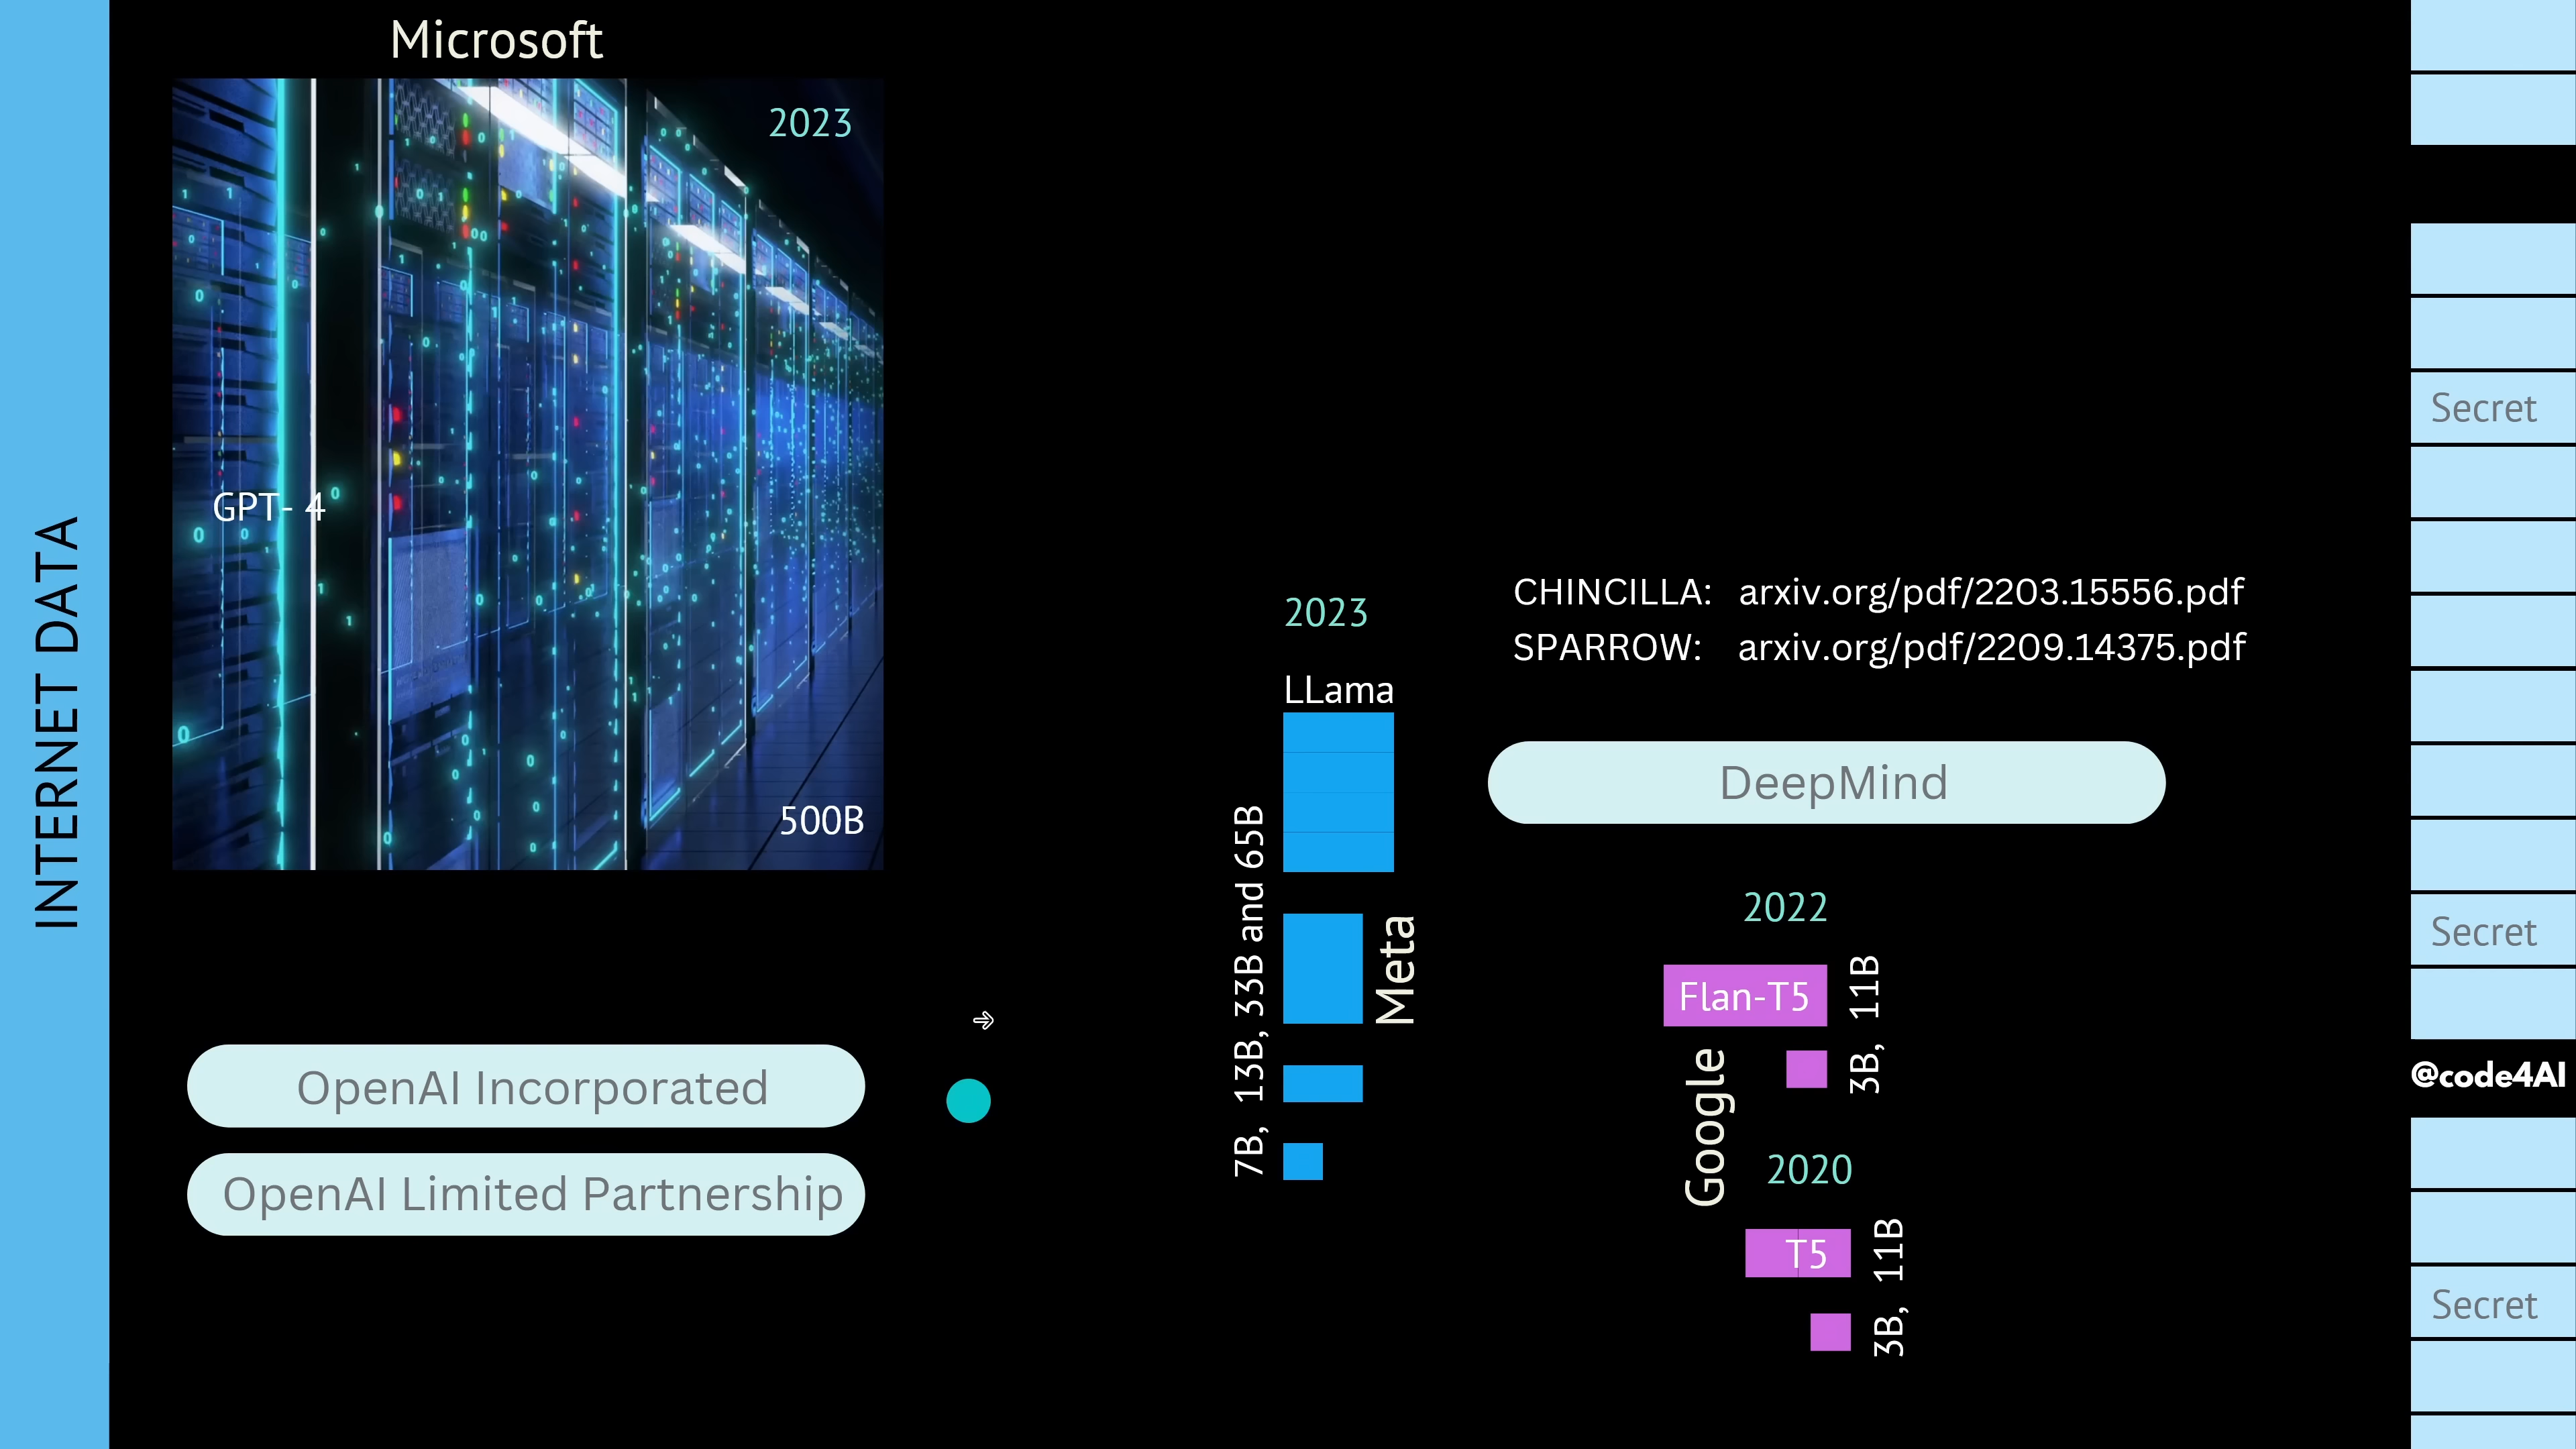 INTERNET DATA
Microsoft
2023
GPT- 4
500B
OpenAI Incorporated
OpenAI Limited Partnership
2023
LLama
7B, 13B, 33B and 65B
Meta
CHINCILLA: arxiv.org/pdf/2203.15556.pdf
SPARROW: arxiv.org/pdf/2209.14375.pdf
DeepMind
2022
Flan-T5
3B, 11B
Google
2020
T5
3B, 11B
Secret
Secret
@code4AI
Secret